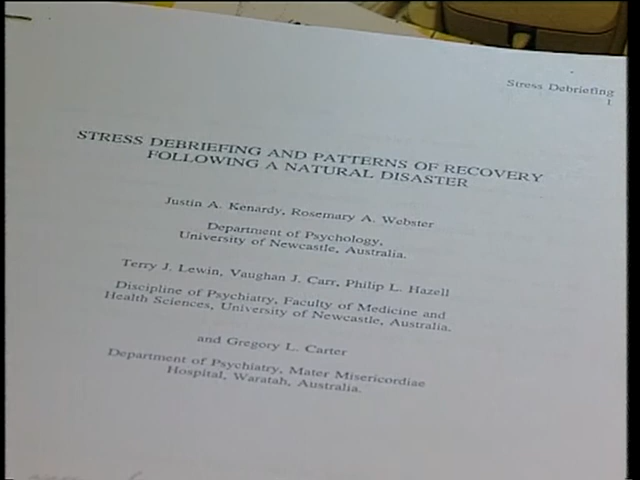 Stress Debriefing
1
STRESS DEBRIEFING AND PATTERNS OF RECOVERY
FOLLOWING A NATURAL DISASTER
Justin A. Kenardy, Rosemary A. Webster
Department of Psychology,
University of Newcastle, Australia.
Terry J. Lewin, Vaughan J. Carr, Philip L. Hazell
Discipline of Psychiatry, Faculty of Medicine and
Health Sciences, University of Newcastle, Australia.
and Gregory L. Carter
Department of Psychiatry, Mater Misericordiae
Hospital, Waratah, Australia.